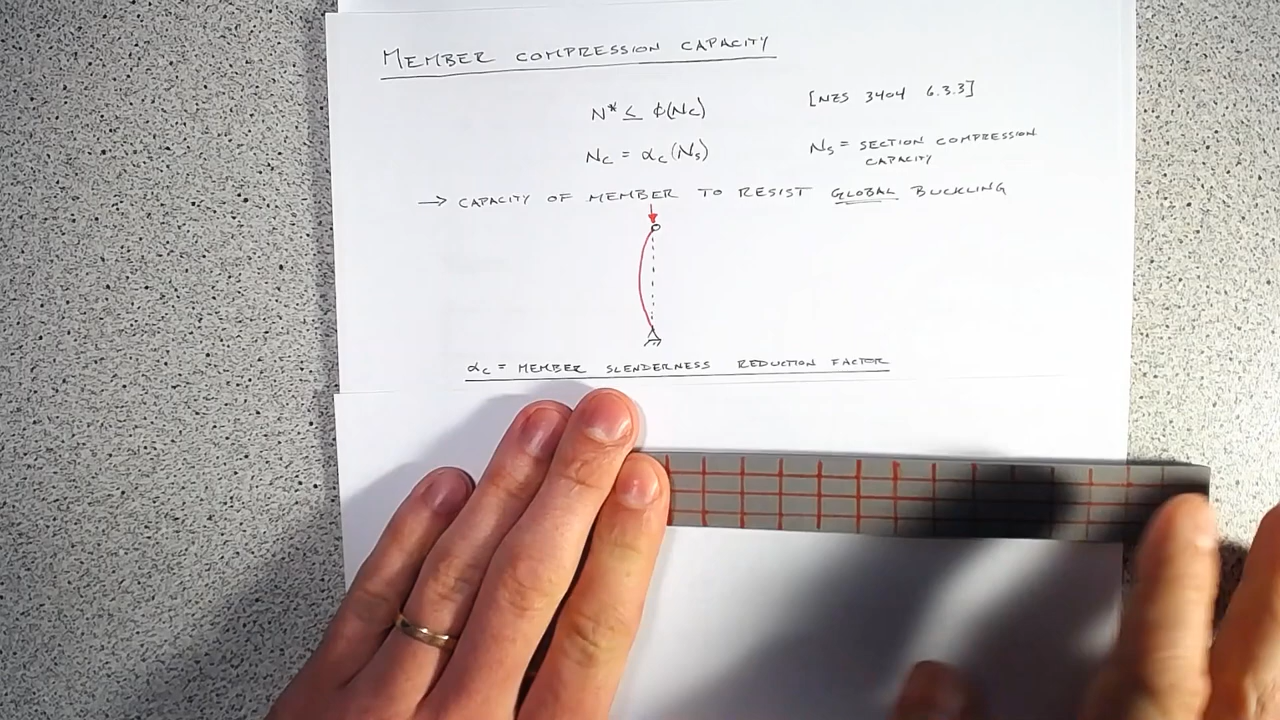 MEMBER COMPRESSION CAPACITY
N* ≤ ϕ(Nc)
[NZS 3404 6.3.3]
Nc = αc(Ns)
Ns = SECTION COMPRESSION
CAPACITY
→ CAPACITY OF MEMBER TO RESIST GLOBAL BUCKLING
αc = MEMBER SLENDERNESS REDUCTION FACTOR